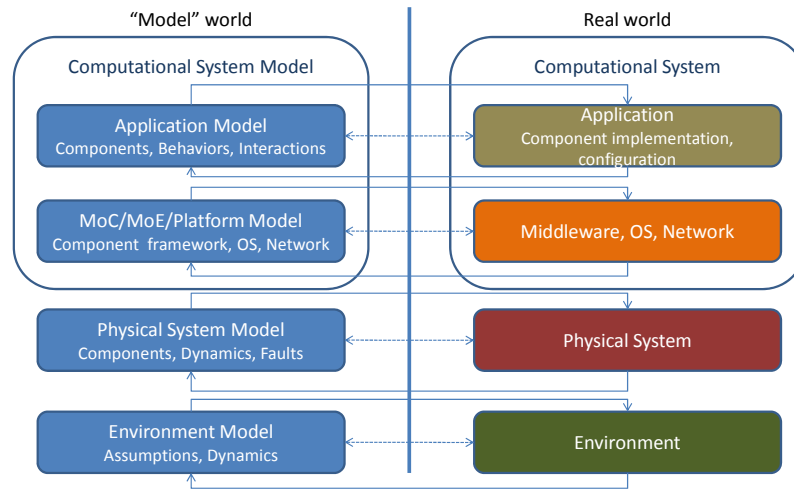 “Model” world
Real world
Computational System Model
Computational System
Application Model
Components, Behaviors, Interactions
Application
Component implementation,
configuration
MoC/MoE/Platform Model
Component framework, OS, Network
Middleware, OS, Network
Physical System Model
Components, Dynamics, Faults
Physical System
Environment Model
Assumptions, Dynamics
Environment